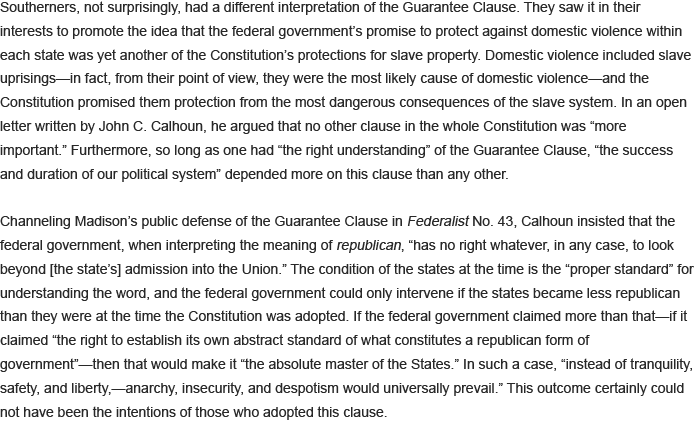 Southerners, not surprisingly, had a different interpretation of the Guarantee Clause. They saw it in their
interests to promote the idea that the federal government’s promise to protect against domestic violence within
each state was yet another of the Constitution’s protections for slave property. Domestic violence included slave
uprisings—in fact, from their point of view, they were the most likely cause of domestic violence—and the
Constitution promised them protection from the most dangerous consequences of the slave system. In an open
letter written by John C. Calhoun, he argued that no other clause in the whole Constitution was “more
important.” Furthermore, so long as one had “the right understanding” of the Guarantee Clause, “the success
and duration of our political system” depended more on this clause than any other.

Channeling Madison’s public defense of the Guarantee Clause in Federalist No. 43, Calhoun insisted that the
federal government, when interpreting the meaning of republican, “has no right whatever, in any case, to look
beyond [the state’s] admission into the Union.” The condition of the states at the time is the “proper standard” for
understanding the word, and the federal government could only intervene if the states became less republican
than they were at the time the Constitution was adopted. If the federal government claimed more than that—if it
claimed “the right to establish its own abstract standard of what constitutes a republican form of
government”—then that would make it “the absolute master of the States.” In such a case, “instead of tranquility,
safety, and liberty,—anarchy, insecurity, and despotism would universally prevail.” This outcome certainly could
not have been the intentions of those who adopted this clause.